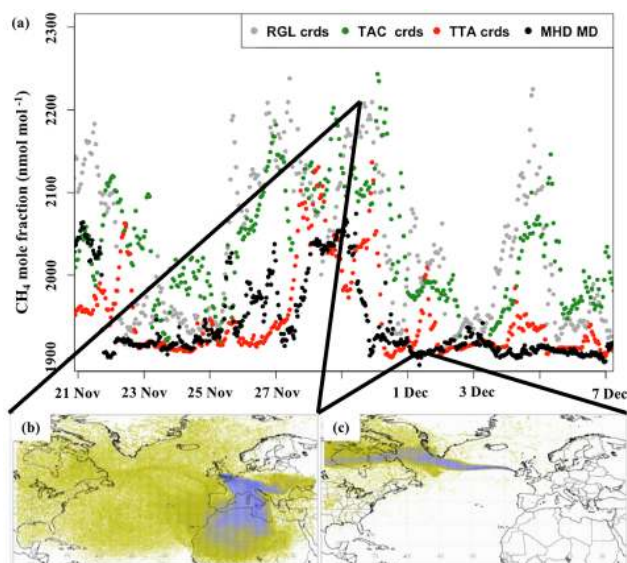 (a)
RGL crds TAC crds TTA crds MHD MD
2300
2200
2100
2000
1900
CH4 mole fraction (nmol mol -1)
21 Nov 23 Nov 25 Nov 27 Nov 1 Dec 3 Dec 7 Dec
(b) (c)